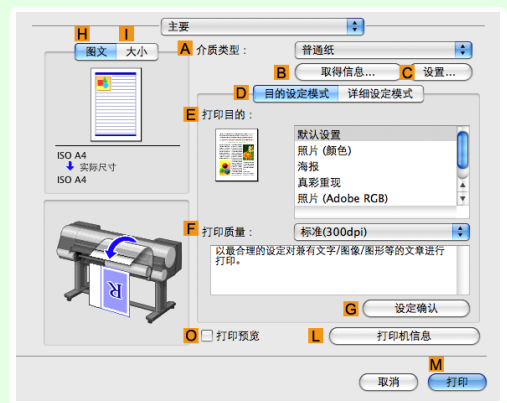 主要
H I
图文 大小
A 介质类型： 普通纸
B 取得信息... C 设置...
D 目的设定模式 详细设定模式
E 打印目的：
默认设置
照片 (颜色)
海报
真彩重现
照片 (Adobe RGB)
ISO A4
实际尺寸
ISO A4
F 打印质量： 标准(300dpi)
以最合理的设定对兼有文字/图像/图形等的文章进行
打印。
R
G 设定确认
O 打印预览 L 打印机信息
M
取消 打印